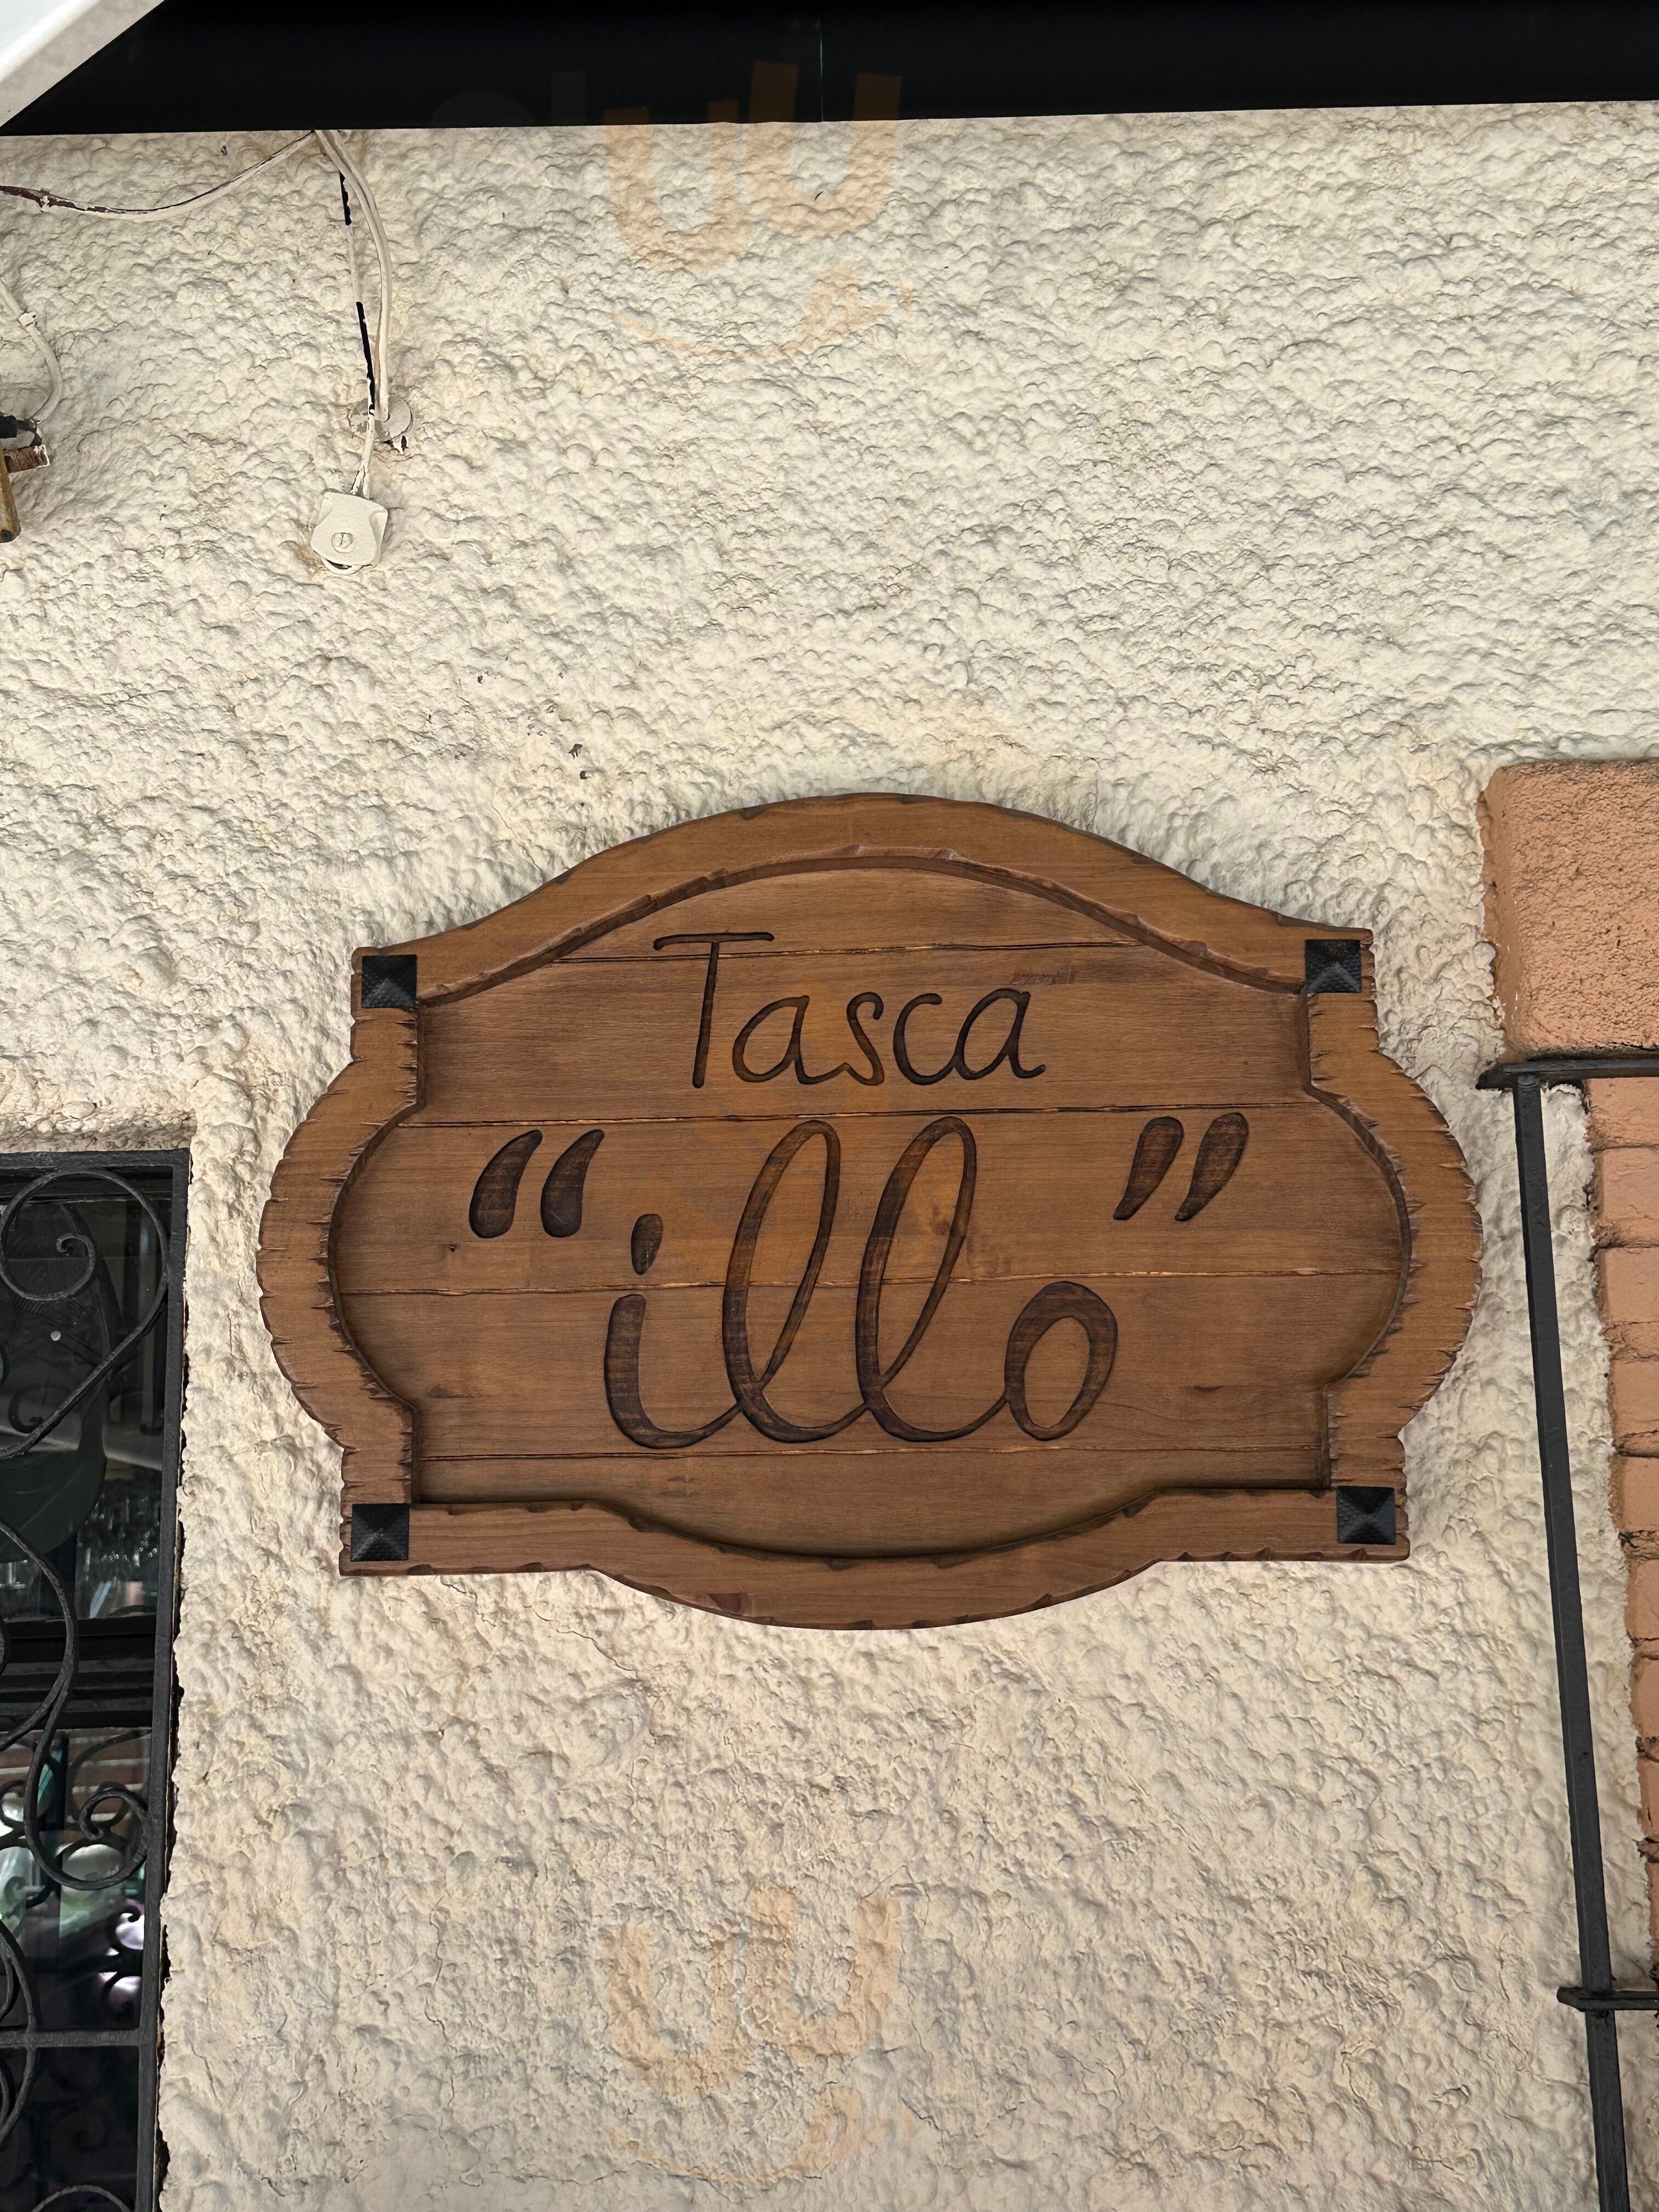 Tasca
“illo”